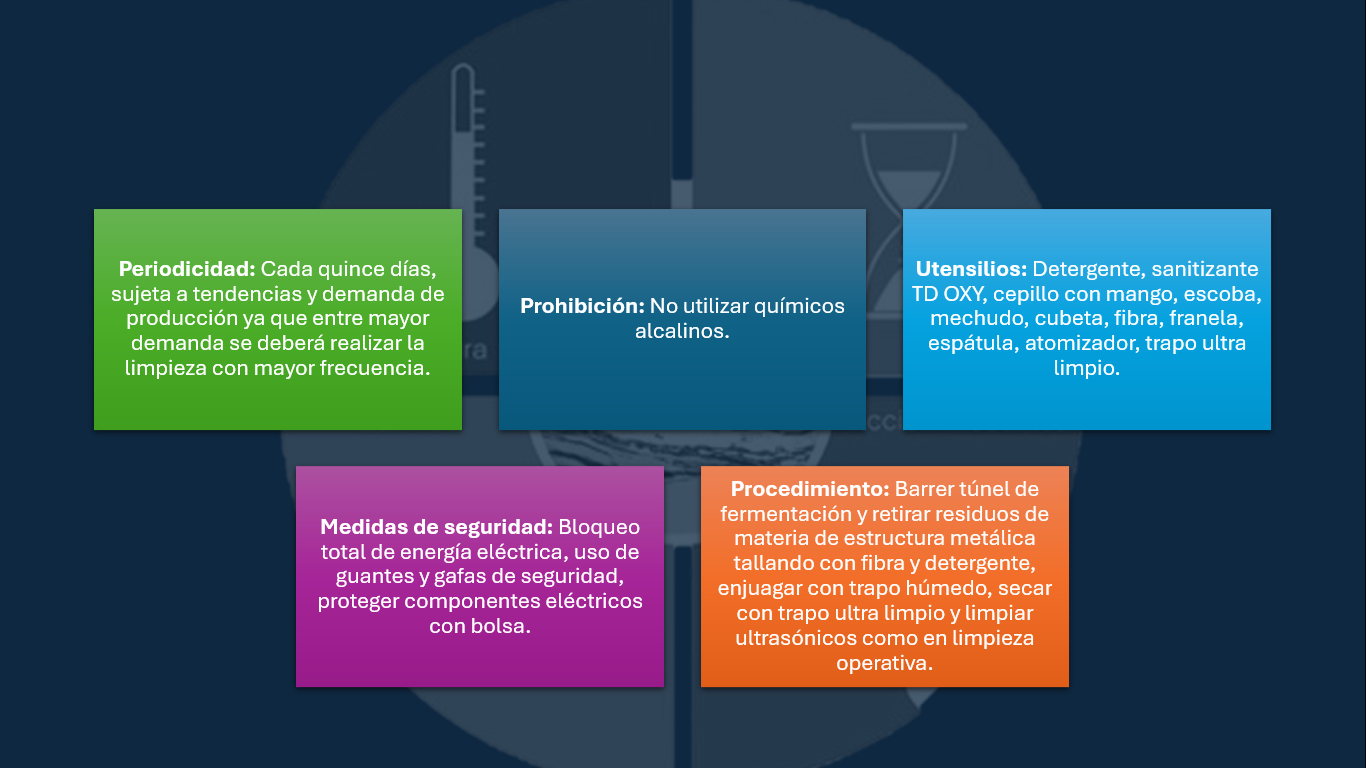 Periodicidad: Cada quince días,
sujeta a tendencias y demanda de
producción ya que entre mayor
demanda se deberá realizar la
limpieza con mayor frecuencia.
Prohibición: No utilizar químicos
alcalinos.
Utensilios: Detergente, sanitizante
TD OXY, cepillo con mango, escoba,
mechudo, cubeta, fibra, franela,
espátula, atomizador, trapo ultra
limpio.
Medidas de seguridad: Bloqueo
total de energía eléctrica, uso de
guantes y gafas de seguridad,
proteger componentes eléctricos
con bolsa.
Procedimiento: Barrer túnel de
fermentación y retirar residuos de
materia de estructura metálica
tallando con fibra y detergente,
enjuagar con trapo húmedo, secar
con trapo ultra limpio y limpiar
ultrasónicos como en limpieza
operativa.